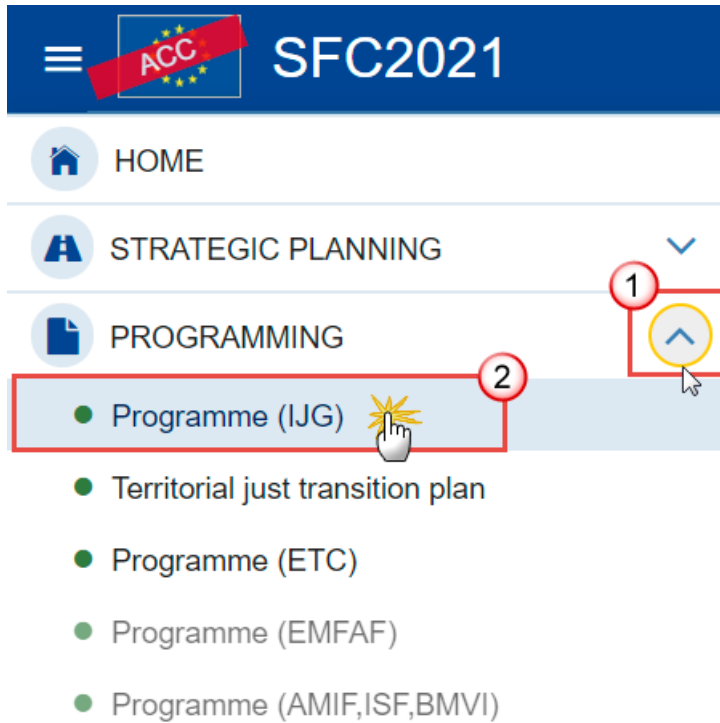 ACC SFC2021
HOME
STRATEGIC PLANNING
1
PROGRAMMING
2
Programme (IJG)
Territorial just transition plan
Programme (ETC)
Programme (EMFAF)
Programme (AMIF,ISF,BMVI)